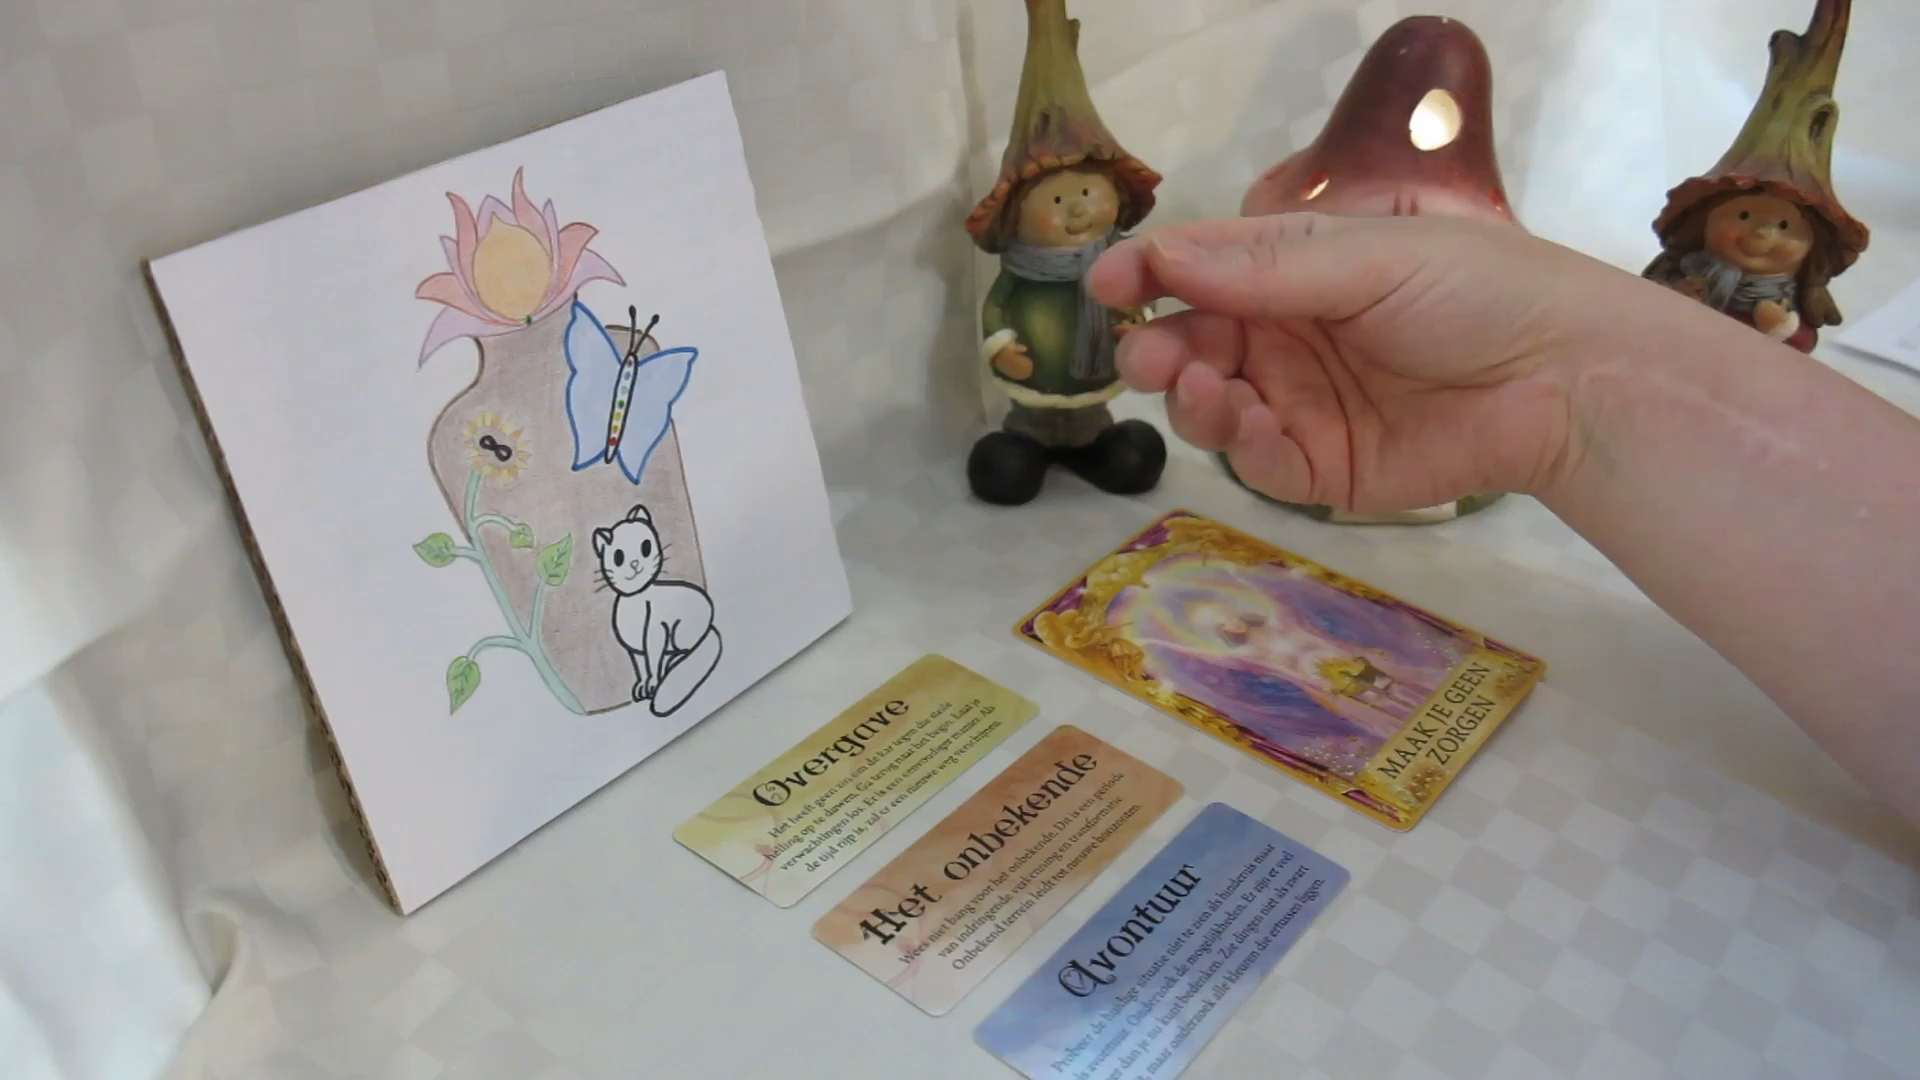 Overgave
Het heeft geen zin om de kar tegen die steile
helling op te duwen. Ga terug naar het begin. Laat je
verwachtingen los. Er is een eenvoudiger manier. Als
de tijd rijp is, zal er een nieuwe weg verschijnen.
Het onbekende
Wees niet bang voor het onbekende. Dit is een periode
van indringende verkenning en transformatie.
Onbekend terrein leidt tot nieuwe horizonten.
Avontuur
Probeer de huidige situatie niet te zien als hindernis maar
als avontuur. Onderzoek de mogelijkheden. Er zijn er veel
dan je nu kunt bedenken. Zie dingen niet als zwart
maar onderzoek alle kleuren die ertussen liggen.
MAAK JE GEEN
ZORGEN